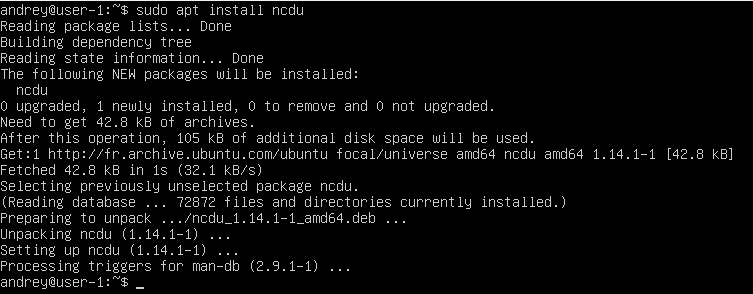 andrey@user-1:~$ sudo apt install ncdu
Reading package lists... Done
Building dependency tree
Reading state information... Done
The following NEW packages will be installed:
  ncdu
0 upgraded, 1 newly installed, 0 to remove and 0 not upgraded.
Need to get 42.8 kB of archives.
After this operation, 105 kB of additional disk space will be used.
Get:1 http://fr.archive.ubuntu.com/ubuntu focal/universe amd64 ncdu amd64 1.14.1-1 [42.8 kB]
Fetched 42.8 kB in 1s (32.1 kB/s)
Selecting previously unselected package ncdu.
(Reading database ... 72872 files and directories currently installed.)
Preparing to unpack .../ncdu_1.14.1-1_amd64.deb ...
Unpacking ncdu (1.14.1-1) ...
Setting up ncdu (1.14.1-1) ...
Processing triggers for man-db (2.9.1-1) ...
andrey@user-1:~$ _